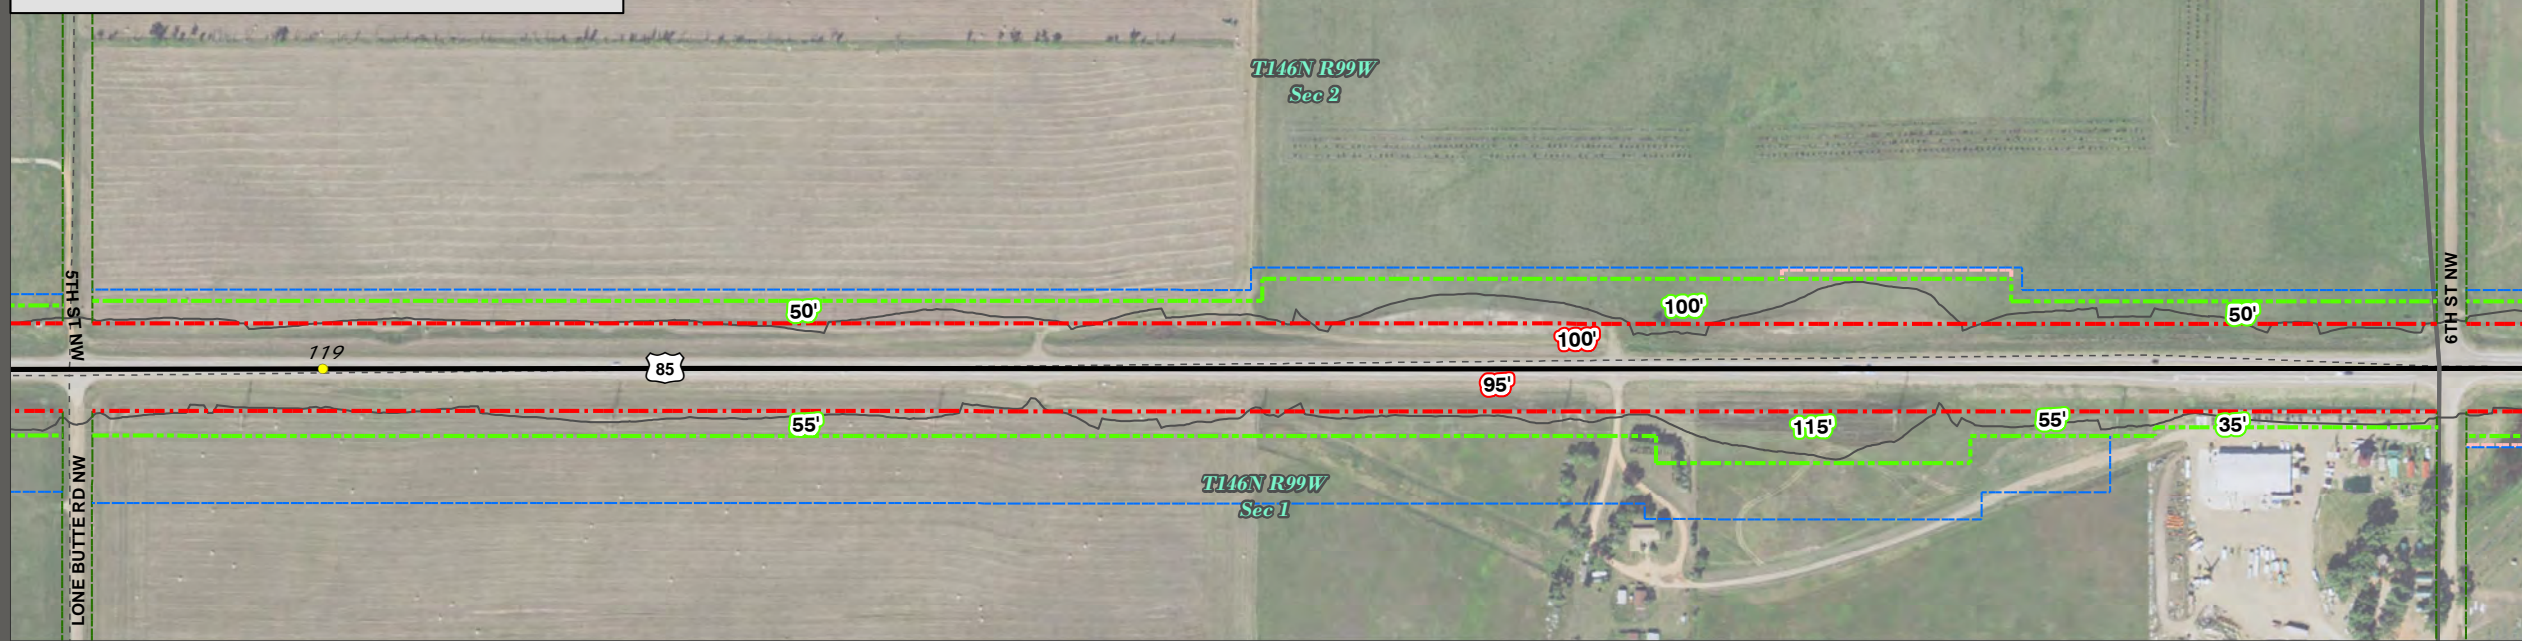 T146N R99W
Sec 2
5TH ST NW
50'
100'
50'
6TH ST NW
119
100'
85
95'
55'
115'
55'
35'
LONE BUTTE RD NW
T146N R99W
Sec 1